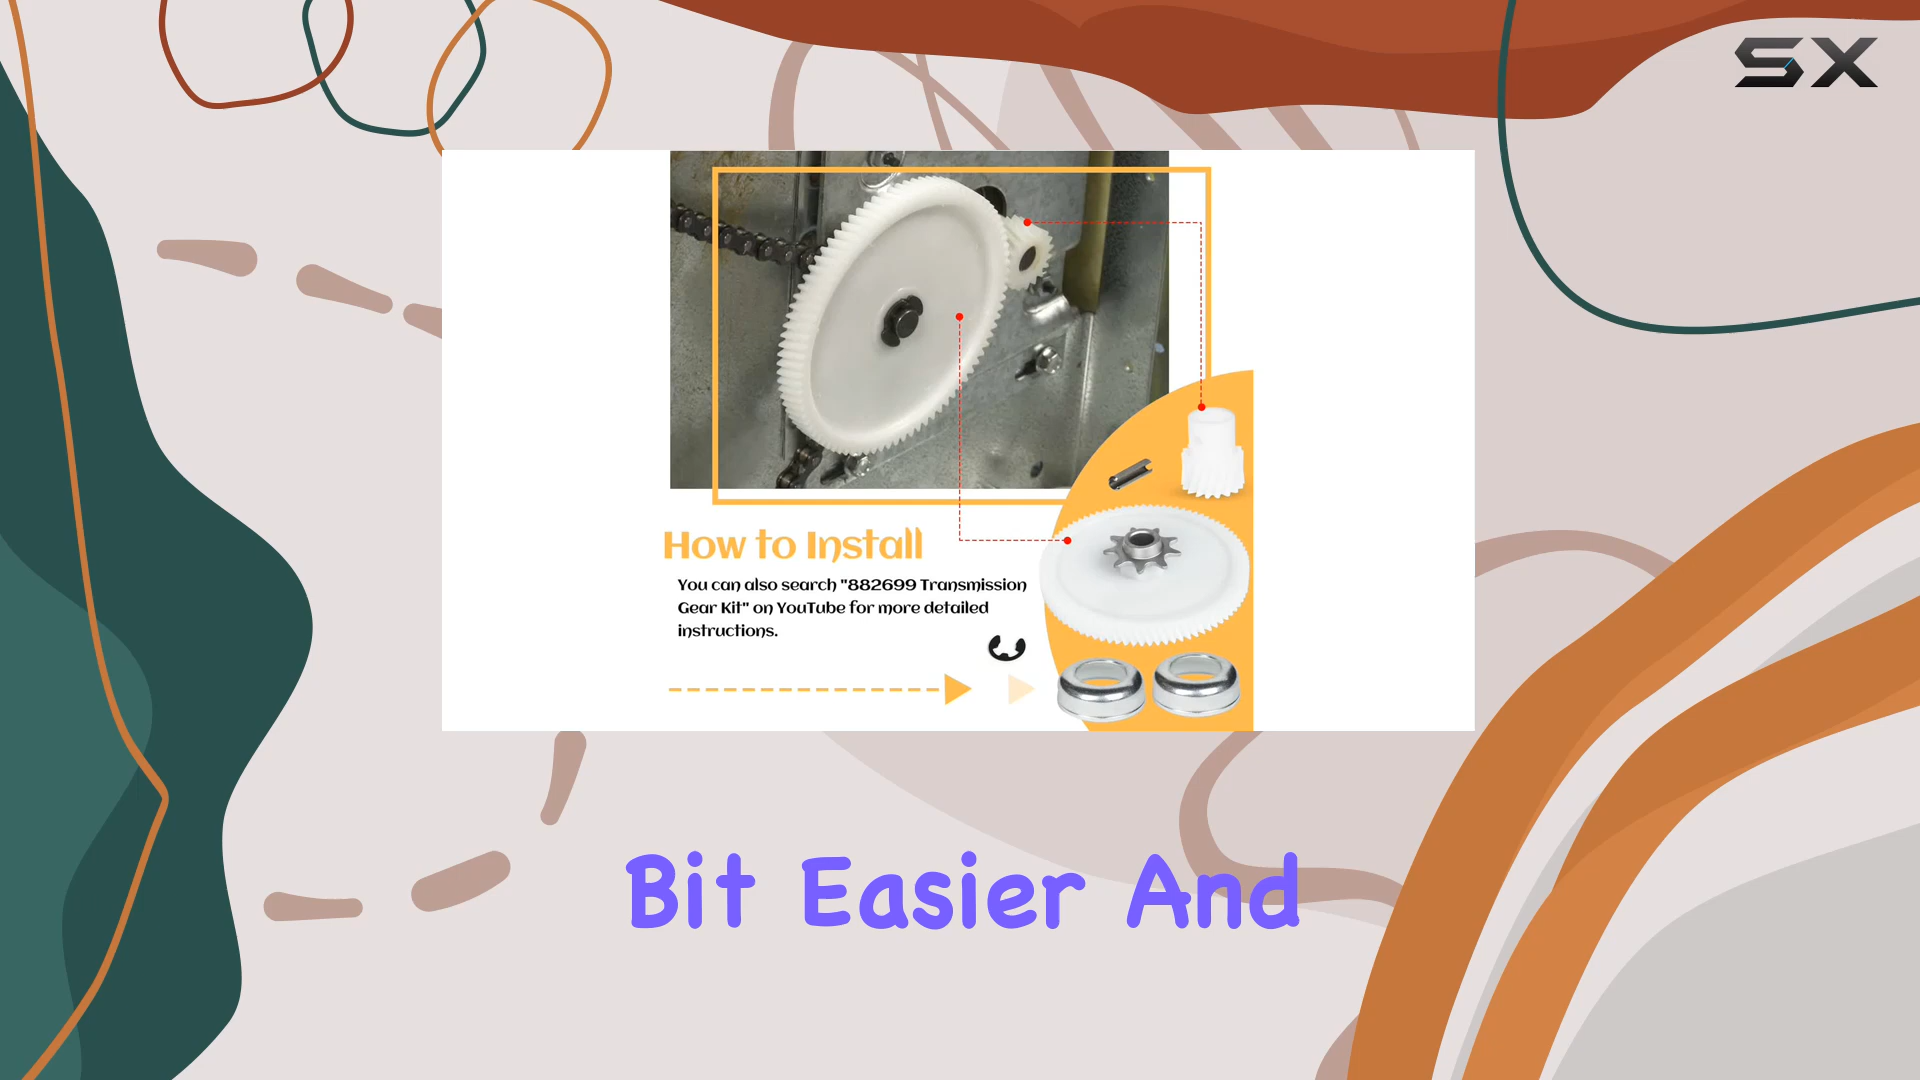 SX
How to Install
You can also search "882699 Transmission
Gear Kit" on YouTube for more detailed
instructions.
Bit Easier And